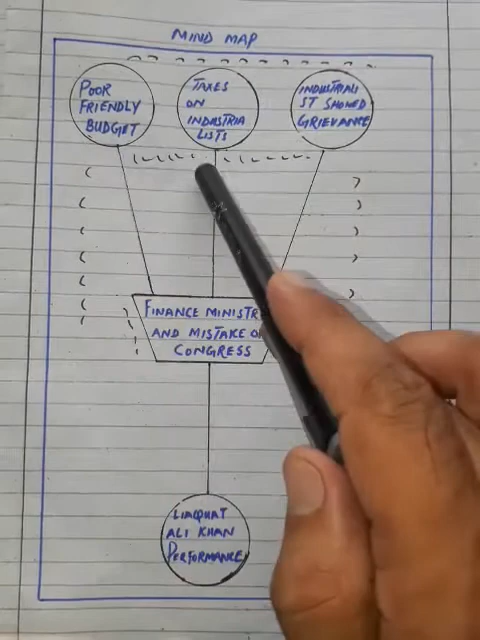 MIND MAP
POOR
FRIENDLY
BUDGET
TAXES
ON
INDUSTRIA
LISTS
INDUSTRIALI
ST SHOWED
GRIEVANCE
FINANCE MINISTRE
AND MISTAKE OF
CONGRESS
LIAQUAT
ALI KHAN
PERFORMANCE